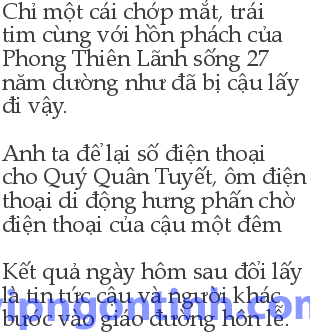 Chỉ một cái chớp mắt, trái
tim cùng với hồn phách của
Phong Thiên Lãnh sống 27
năm dường như đã bị cậu lấy
đi vậy.
Anh ta để lại số điện thoại
cho Quý Quân Tuyết, ôm điện
thoại di động hưng phấn chờ
điện thoại của cậu một đêm
Kết quả ngày hôm sau đổi lấy
là tin tức cậu và người khác
bước vào giáo đường hôn lễ.
vipngontinh.com